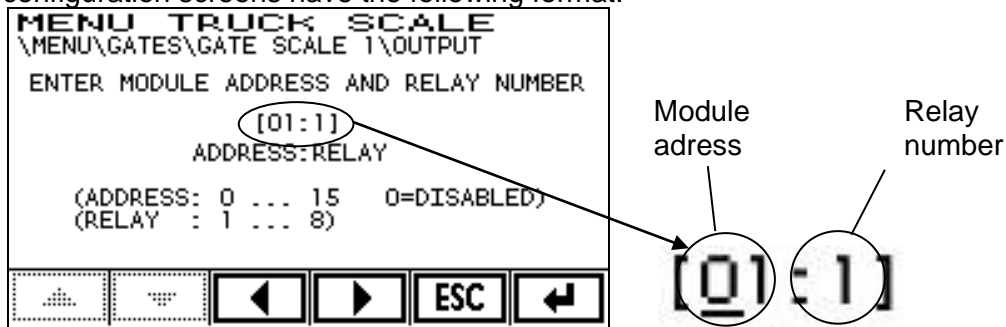 configuration screens have the following format:
MENU TRUCK SCALE
\MENU\GATES\GATE SCALE 1\OUTPUT
ENTER MODULE ADDRESS AND RELAY NUMBER
[01:1]
ADDRESS:RELAY
(ADDRESS: 0 ... 15 0=DISABLED)
(RELAY : 1 ... 8)
ESC
Module
adress
Relay
number
[01:1]